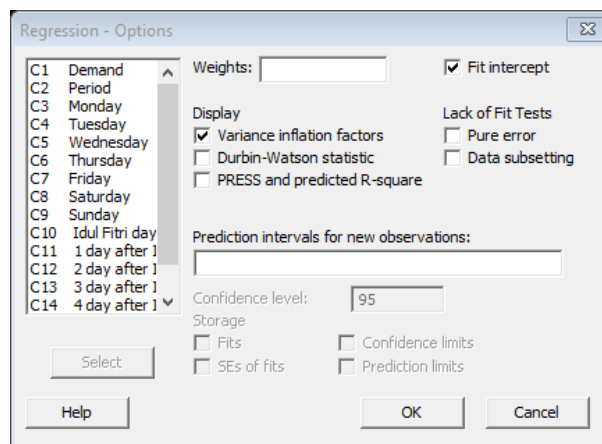 Regression - Options
C1 Demand
C2 Period
C3 Monday
C4 Tuesday
C5 Wednesday
C6 Thursday
C7 Friday
C8 Saturday
C9 Sunday
C10 Idul Fitri day
C11 1 day after I
C12 2 day after I
C13 3 day after I
C14 4 day after I
Select
Weights:
Fit intercept
Display
Variance inflation factors
Durbin-Watson statistic
PRESS and predicted R-square
Lack of Fit Tests
Pure error
Data subsetting
Prediction intervals for new observations:
Confidence level: 95
Storage
Fits
Confidence limits
SEs of fits
Prediction limits
Help
OK
Cancel